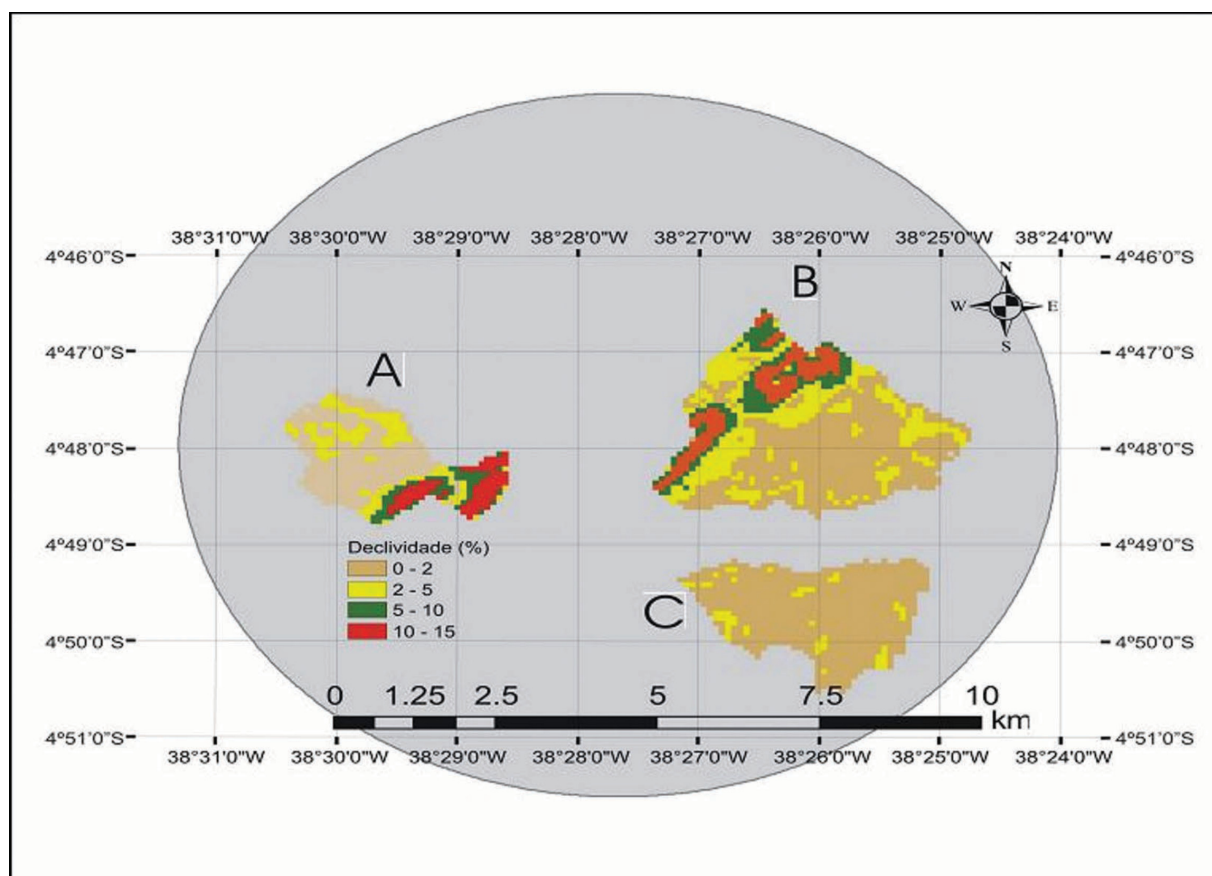 38°31'0"W 38°30'0"W 38°29'0"W 38°28'0"W 38°27'0"W 38°26'0"W 38°25'0"W 38°24'0"W
4°46'0"S 4°46'0"S
N
W E
S
B
4°47'0"S 4°47'0"S
A
4°48'0"S 4°48'0"S
4°49'0"S 4°49'0"S
Declividade (%)
0 - 2
2 - 5
5 - 10
10 - 15
C
4°50'0"S 4°50'0"S
0 1.25 2.5 5 7.5 10
km
4°51'0"S 4°51'0"S
38°31'0"W 38°30'0"W 38°29'0"W 38°28'0"W 38°27'0"W 38°26'0"W 38°25'0"W 38°24'0"W